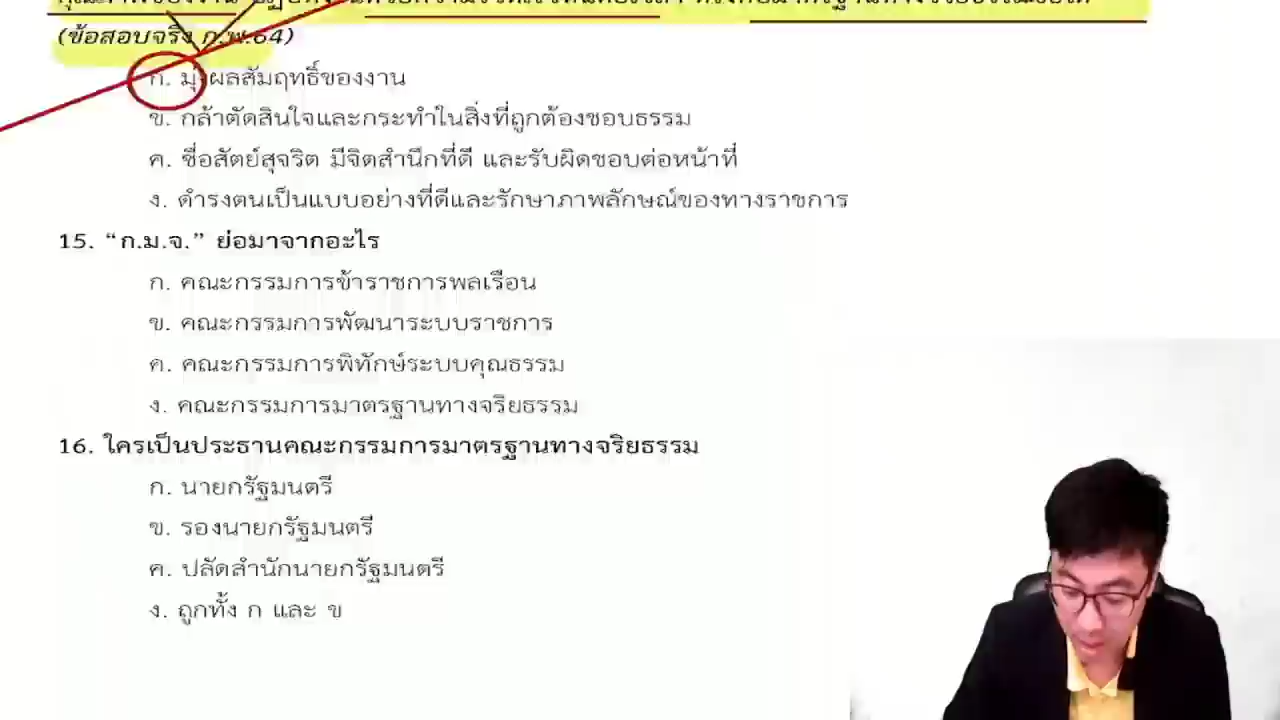 (ข้อสอบจริง ก.พ.64)
ก. มุ่งผลสัมฤทธิ์ของงาน
ข. กล้าตัดสินใจและกระทำในสิ่งที่ถูกต้องชอบธรรม
ค. ซื่อสัตย์สุจริต มีจิตสำนึกที่ดี และรับผิดชอบต่อหน้าที่
ง. ดำรงตนเป็นแบบอย่างที่ดีและรักษาภาพลักษณ์ของทางราชการ
15. “ก.ม.จ.” ย่อมาจากอะไร
ก. คณะกรรมการข้าราชการพลเรือน
ข. คณะกรรมการพัฒนาระบบราชการ
ค. คณะกรรมการพิทักษ์ระบบคุณธรรม
ง. คณะกรรมการมาตรฐานทางจริยธรรม
16. ใครเป็นประธานคณะกรรมการมาตรฐานทางจริยธรรม
ก. นายกรัฐมนตรี
ข. รองนายกรัฐมนตรี
ค. ปลัดสำนักนายกรัฐมนตรี
ง. ถูกทั้ง ก และ ข